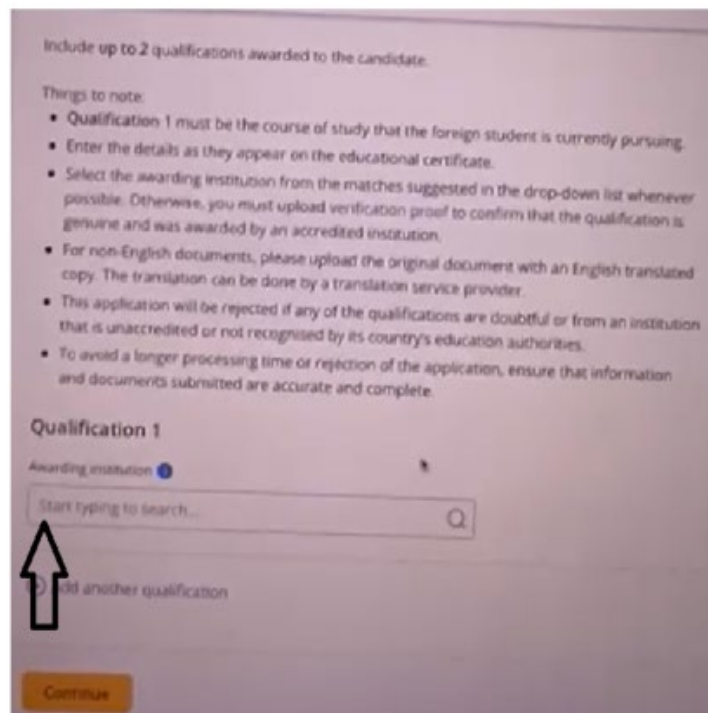 Include up to 2 qualifications awarded to the candidate.
Things to note:
Qualification 1 must be the course of study that the foreign student is currently pursuing.
Enter the details as they appear on the educational certificate.
Select the awarding institution from the matches suggested in the drop-down list whenever
possible. Otherwise, you must upload verification proof to confirm that the qualification is
genuine and was awarded by an accredited institution.
For non-English documents, please upload the original document with an English translated
copy. The translation can be done by a translation service provider.
This application will be rejected if any of the qualifications are doubtful or from an institution
that is unaccredited or not recognised by its country's education authorities.
To avoid a longer processing time or rejection of the application, ensure that information
and documents submitted are accurate and complete.
Qualification 1
Awarding institution
Start typing to search...
Add another qualification
Continue